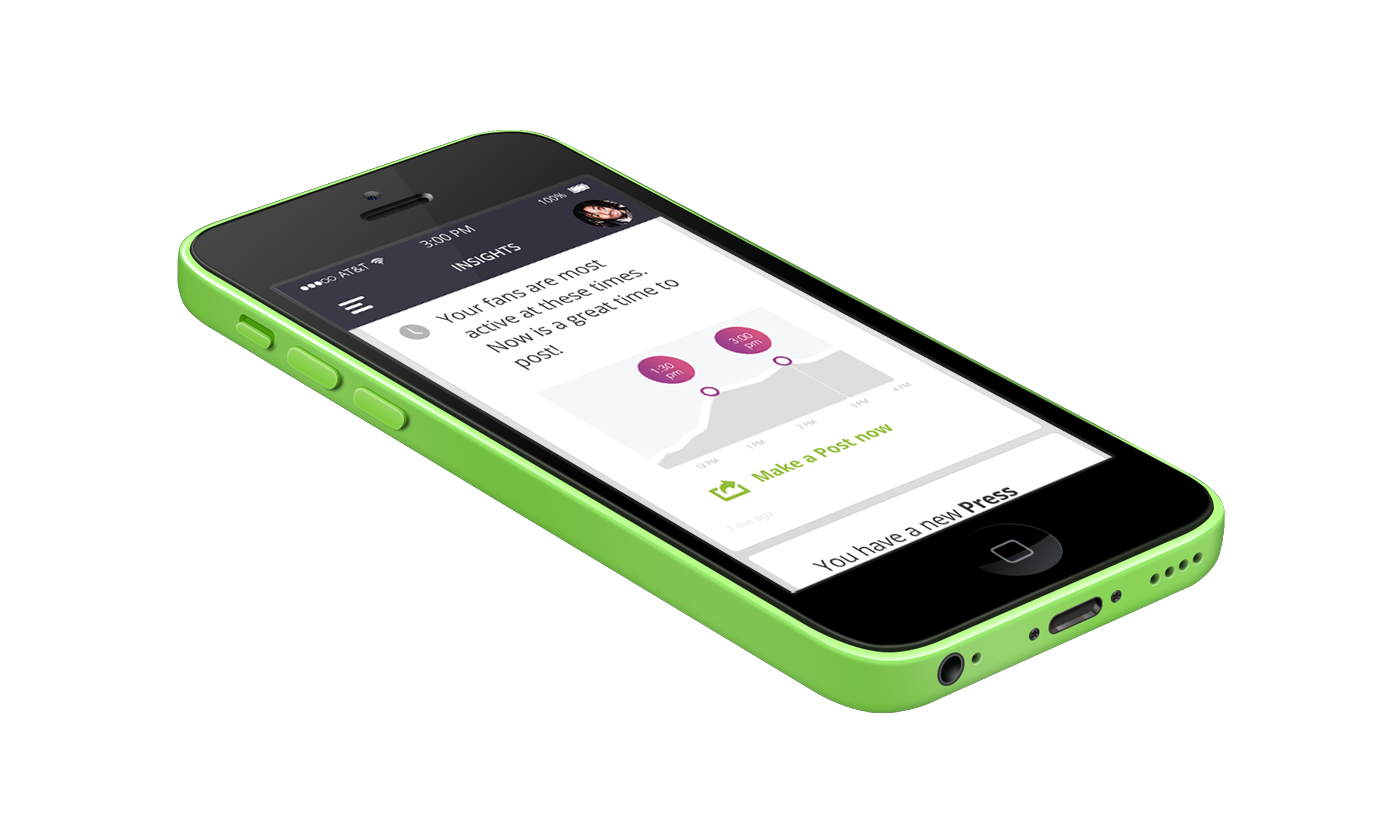 ●●●○○ AT&T 3:00 PM 100%
INSIGHTS
Your fans are most
active at these times.
Now is a great time to
post!
1:30
pm
3:00
pm
12 PM 1 PM 2 PM 3 PM 4 PM
Make a Post now
1 min ago
You have a new Press